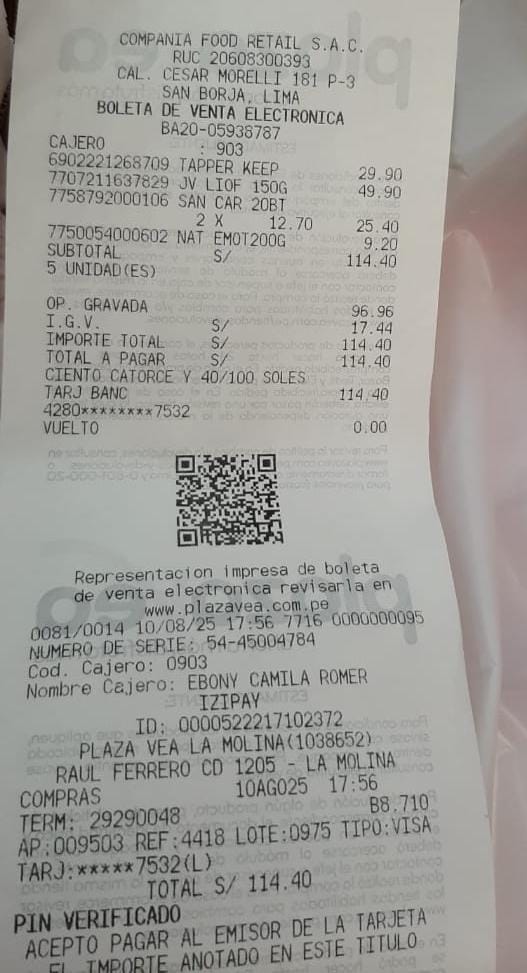 COMPANIA FOOD RETAIL S.A.C.
RUC 20608300393
CAL. CESAR MORELLI 181 P-3
SAN BORJA, LIMA
BOLETA DE VENTA ELECTRONICA
BA20-05938787
CAJERO : 903
6902221268709 TAPPER KEEP 29.90
7707211637829 JV LIOF 150G 49.90
7758792000106 SAN CAR 20BT
2 X 12.70 25.40
7750054000602 NAT EMOT200G 9.20
SUBTOTAL S/ 114.40
5 UNIDAD(ES)
OP. GRAVADA 96.96
I.G.V. S/ 17.44
IMPORTE TOTAL S/ 114.40
TOTAL A PAGAR S/ 114.40
CIENTO CATORCE Y 40/100 SOLES
TARJ BANC 114.40
4280********7532
VUELTO 0.00
Representacion impresa de boleta
de venta electronica revisarla en
www.plazavea.com.pe
0081/0014 10/08/25 17:56 7716 0000000095
NUMERO DE SERIE: 54-45004784
Cod. Cajero: 0903
Nombre Cajero: EBONY CAMILA ROMER
IZIPAY
ID: 0000522217102372
PLAZA VEA LA MOLINA(1038652)
RAUL FERRERO CD 1205 - LA MOLINA
COMPRAS 10AGO25 17:56
TERM: 29290048 B8.710
AP:009503 REF:4418 LOTE:0975 TIPO:VISA
TARJ:*****7532(L)
TOTAL S/ 114.40
PIN VERIFICADO
ACEPTO PAGAR AL EMISOR DE LA TARJETA
EL IMPORTE ANOTADO EN ESTE TITULO